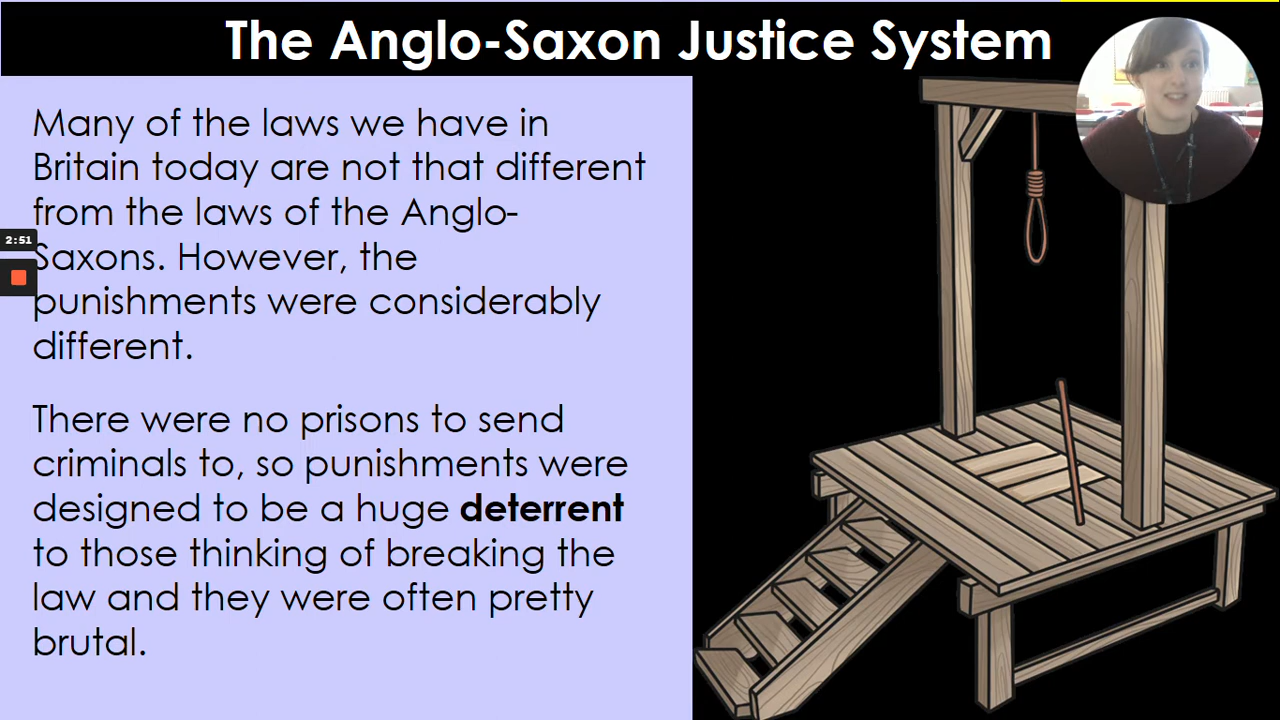 The Anglo-Saxon Justice System
Many of the laws we have in
Britain today are not that different
from the laws of the Anglo-
Saxons. However, the
punishments were considerably
different.
There were no prisons to send
criminals to, so punishments were
designed to be a huge deterrent
to those thinking of breaking the
law and they were often pretty
brutal.
2:51